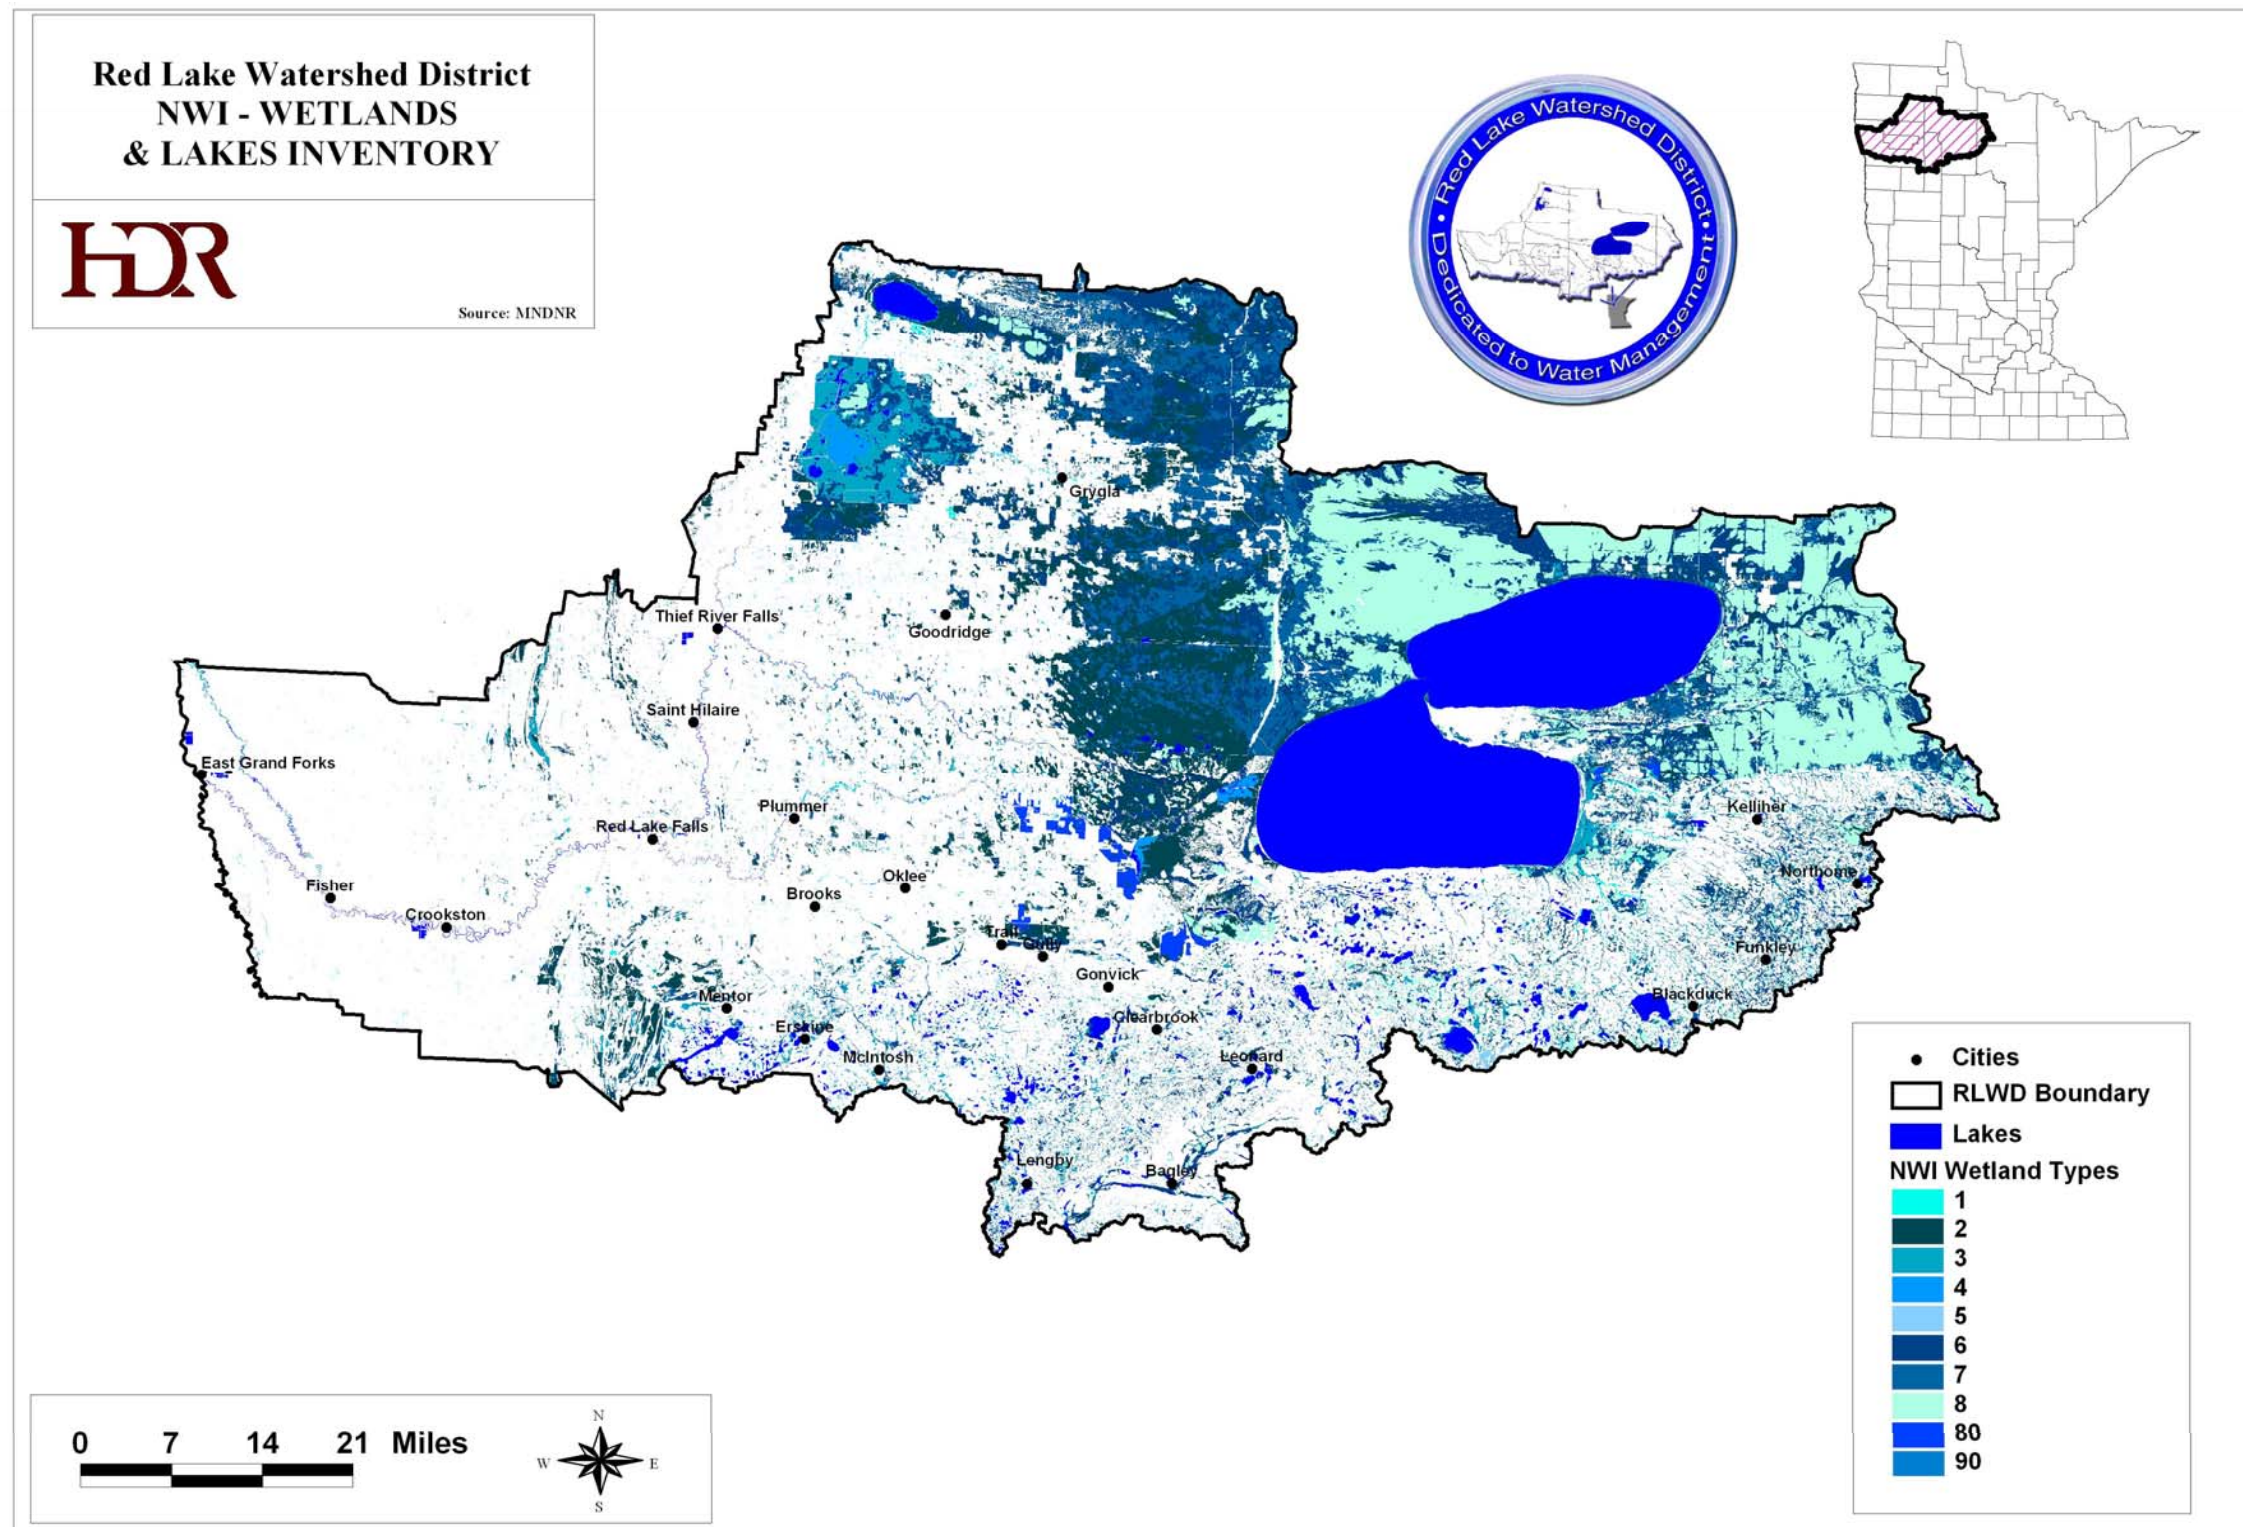 Red Lake Watershed District
NWI - WETLANDS
& LAKES INVENTORY
HDR
Source: MNDNR
Red Lake Watershed District
Dedicated to Water Management
Grygla
Thief River Falls
Goodridge
Saint Hilaire
East Grand Forks
Plummer
Red Lake Falls
Kelliher
Fisher
Crookston
Brooks
Oklee
Northome
Trail
Gully
Funkley
Gonvick
Mentor
Blackduck
Erskine
Clearbrook
McIntosh
Leonard
Lengby
Bagley
Cities
RLWD Boundary
Lakes
NWI Wetland Types
1
2
3
4
5
6
7
8
80
90
0 7 14 21 Miles
N
W E
S